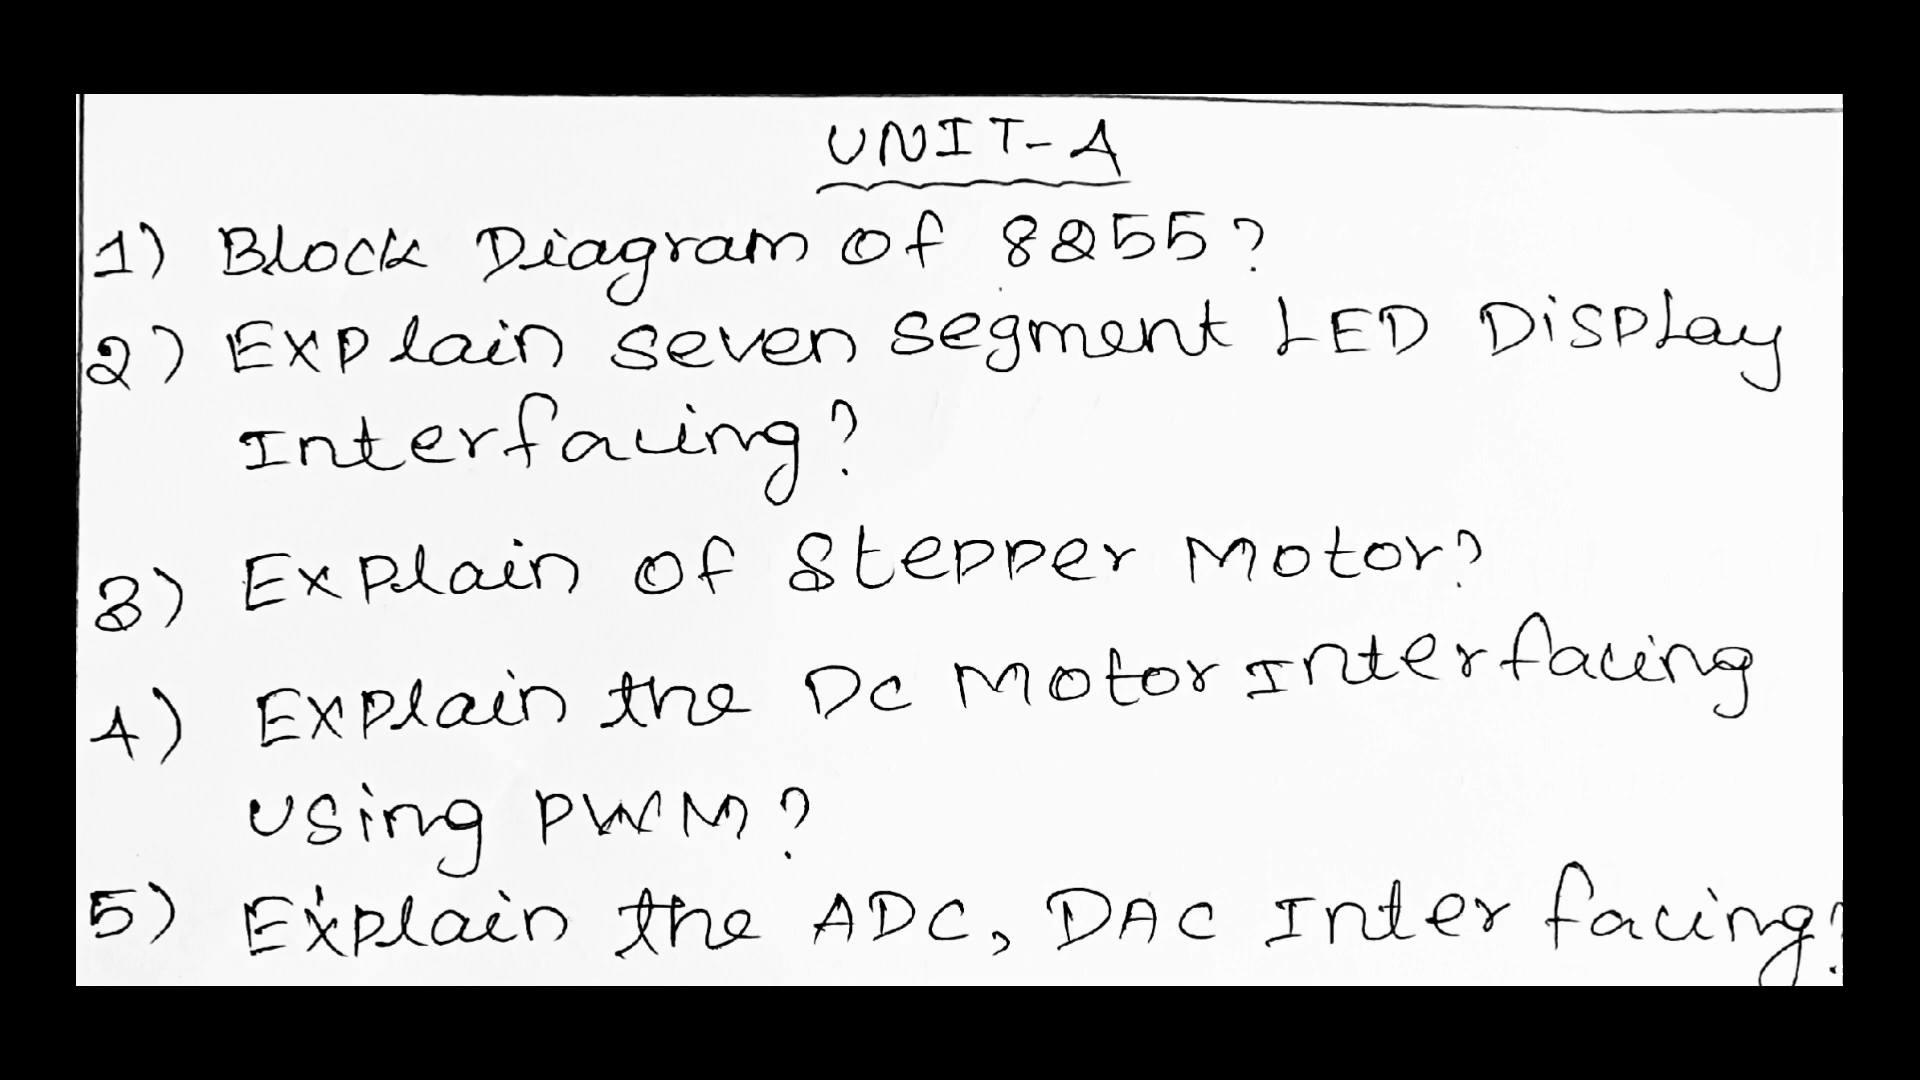 UNIT-4
1) Block Diagram of 8255?
2) Explain seven segment LED Display
Interfacing?
3) Explain of Stepper Motor?
4) Explain the Dc Motor Interfacing
using PWM?
5) Explain the ADC, DAC Interfacing?